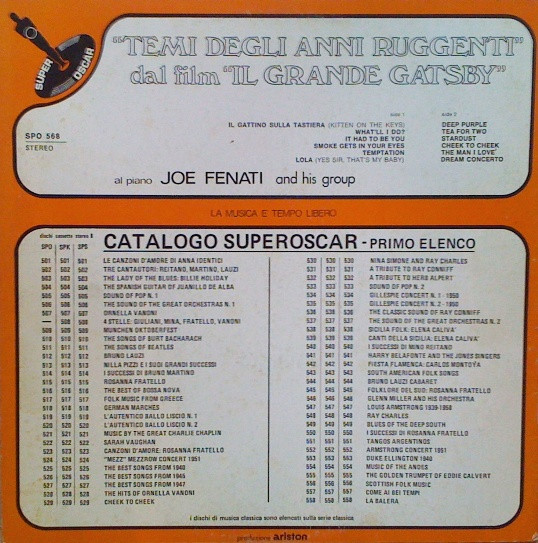 SUPER OSCAR
"TEMI DEGLI ANNI RUGGENTI"
dal film "IL GRANDE GATSBY"
SPO 568
STEREO
side 1
IL GATTINO SULLA TASTIERA (KITTEN ON THE KEYS)
WHAT'LL I DO?
IT HAD TO BE YOU
SMOKE GETS IN YOUR EYES
TEMPTATION
LOLA (YES SIR, THAT'S MY BABY)
side 2
DEEP PURPLE
TEA FOR TWO
STARDUST
CHEEK TO CHEEK
THE MAN I LOVE
DREAM CONCERTO
al piano JOE FENATI and his group
LA MUSICA E TEMPO LIBERO
dischi cassette stereo 8
SPO SPK SPS
CATALOGO SUPEROSCAR - PRIMO ELENCO
501 501 501 LE CANZONI D'AMORE DI ANNA IDENTICI
502 502 502 TRE CANTAUTORI: REITANO, MARTINO, LAUZI
503 503 503 THE LADY OF THE BLUES: BILLIE HOLIDAY
504 504 504 THE SPANISH GUITAR OF JUANILLO DE ALBA
505 505 505 SOUND OF POP N. 1
506 506 506 THE SOUND OF THE GREAT ORCHESTRAS N. 1
507 507 507 ORNELLA VANONI
— 508 508 4 STELLE: GIULIANI, MINA, FRATELLO, VANONI
509 509 509 MUNCHEN OKTOBERFEST
510 510 510 THE SONGS OF BURT BACHARACH
511 511 511 THE SONGS OF BEATLES
512 512 512 BRUNO LAUZI
513 513 513 NILLA PIZZI E I SUOI GRANDI SUCCESSI
514 514 514 I SUCCESSI DI BRUNO MARTINO
515 515 515 ROSANNA FRATELLO
516 516 516 THE BEST OF BOSSA NOVA
517 517 517 FOLK MUSIC FROM GREECE
518 518 518 GERMAN MARCHES
519 519 519 L'AUTENTICO BALLO LISCIO N. 1
520 520 520 L'AUTENTICO BALLO LISCIO N. 2
521 521 521 MUSIC BY THE GREAT CHARLIE CHAPLIN
522 522 522 SARAH VAUGHAN
523 523 523 CANZONI D'AMORE: ROSANNA FRATELLO
524 524 524 "MEZZ" MEZZROW CONCERT 1951
525 525 525 THE BEST SONGS FROM 1940
526 526 526 THE BEST SONGS FROM 1945
527 527 527 THE BEST SONGS FROM 1947
528 528 528 THE HITS OF ORNELLA VANONI
529 529 529 CHEEK TO CHEEK
530 530 530 NINA SIMONE AND RAY CHARLES
531 531 531 A TRIBUTE TO RAY CONNIFF
532 532 532 A TRIBUTE TO HERB ALPERT
533 533 533 SOUND OF POP N. 2
534 534 534 GILLESPIE CONCERT N. 1 - 1950
535 535 535 GILLESPIE CONCERT N. 2 - 1950
536 536 536 THE CLASSIC SOUND OF RAY CONNIFF
537 537 537 THE SOUND OF THE GREAT ORCHESTRAS N. 2
538 538 538 SICILIA FOLK: ELENA CALIVA'
539 539 539 CANTI DELLA SICILIA: ELENA CALIVA'
540 540 540 I SUCCESSI DI MINO REITANO
541 541 541 HARRY BELAFONTE AND THE JONES SINGERS
542 542 542 FIESTA FLAMENCA: CARLOS MONTOYA
543 543 543 SOUTH AMERICAN FOLK SONGS
544 544 544 BRUNO LAUZI CABARET
545 545 545 FOLKLORE DEL SUD: ROSANNA FRATELLO
546 546 546 GLENN MILLER AND HIS ORCHESTRA
547 547 547 LOUIS ARMSTRONG 1939-1958
548 548 548 RAY CHARLES
549 549 549 BLUES OF THE DEEP SOUTH
550 550 550 I SUCCESSI DI ROSANNA FRATELLO
551 551 551 TANGOS ARGENTINOS
552 552 552 ARMSTRONG CONCERT 1951
553 553 553 DUKE ELLINGTON 1940
554 554 554 MUSIC OF THE ANDES
555 555 555 THE GOLDEN TRUMPET OF EDDIE CALVERT
556 556 556 SCOTTISH FOLK MUSIC
557 557 557 COME AI BEI TEMPI
558 558 558 LA BALERA
i dischi di musica classica sono elencati sulla serie classica
produzione ariston